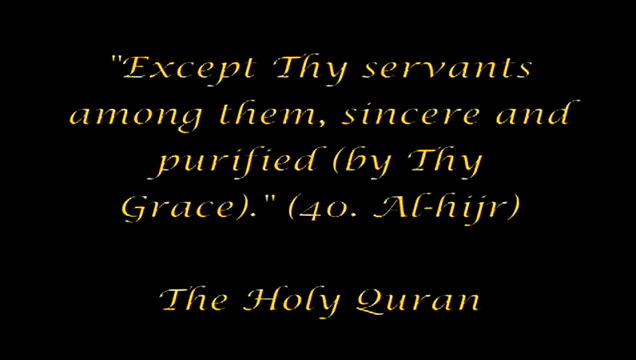 "Except Thy servants
among them, sincere and
purified (by Thy
Grace)." (40. Al-hijr)
The Holy Quran